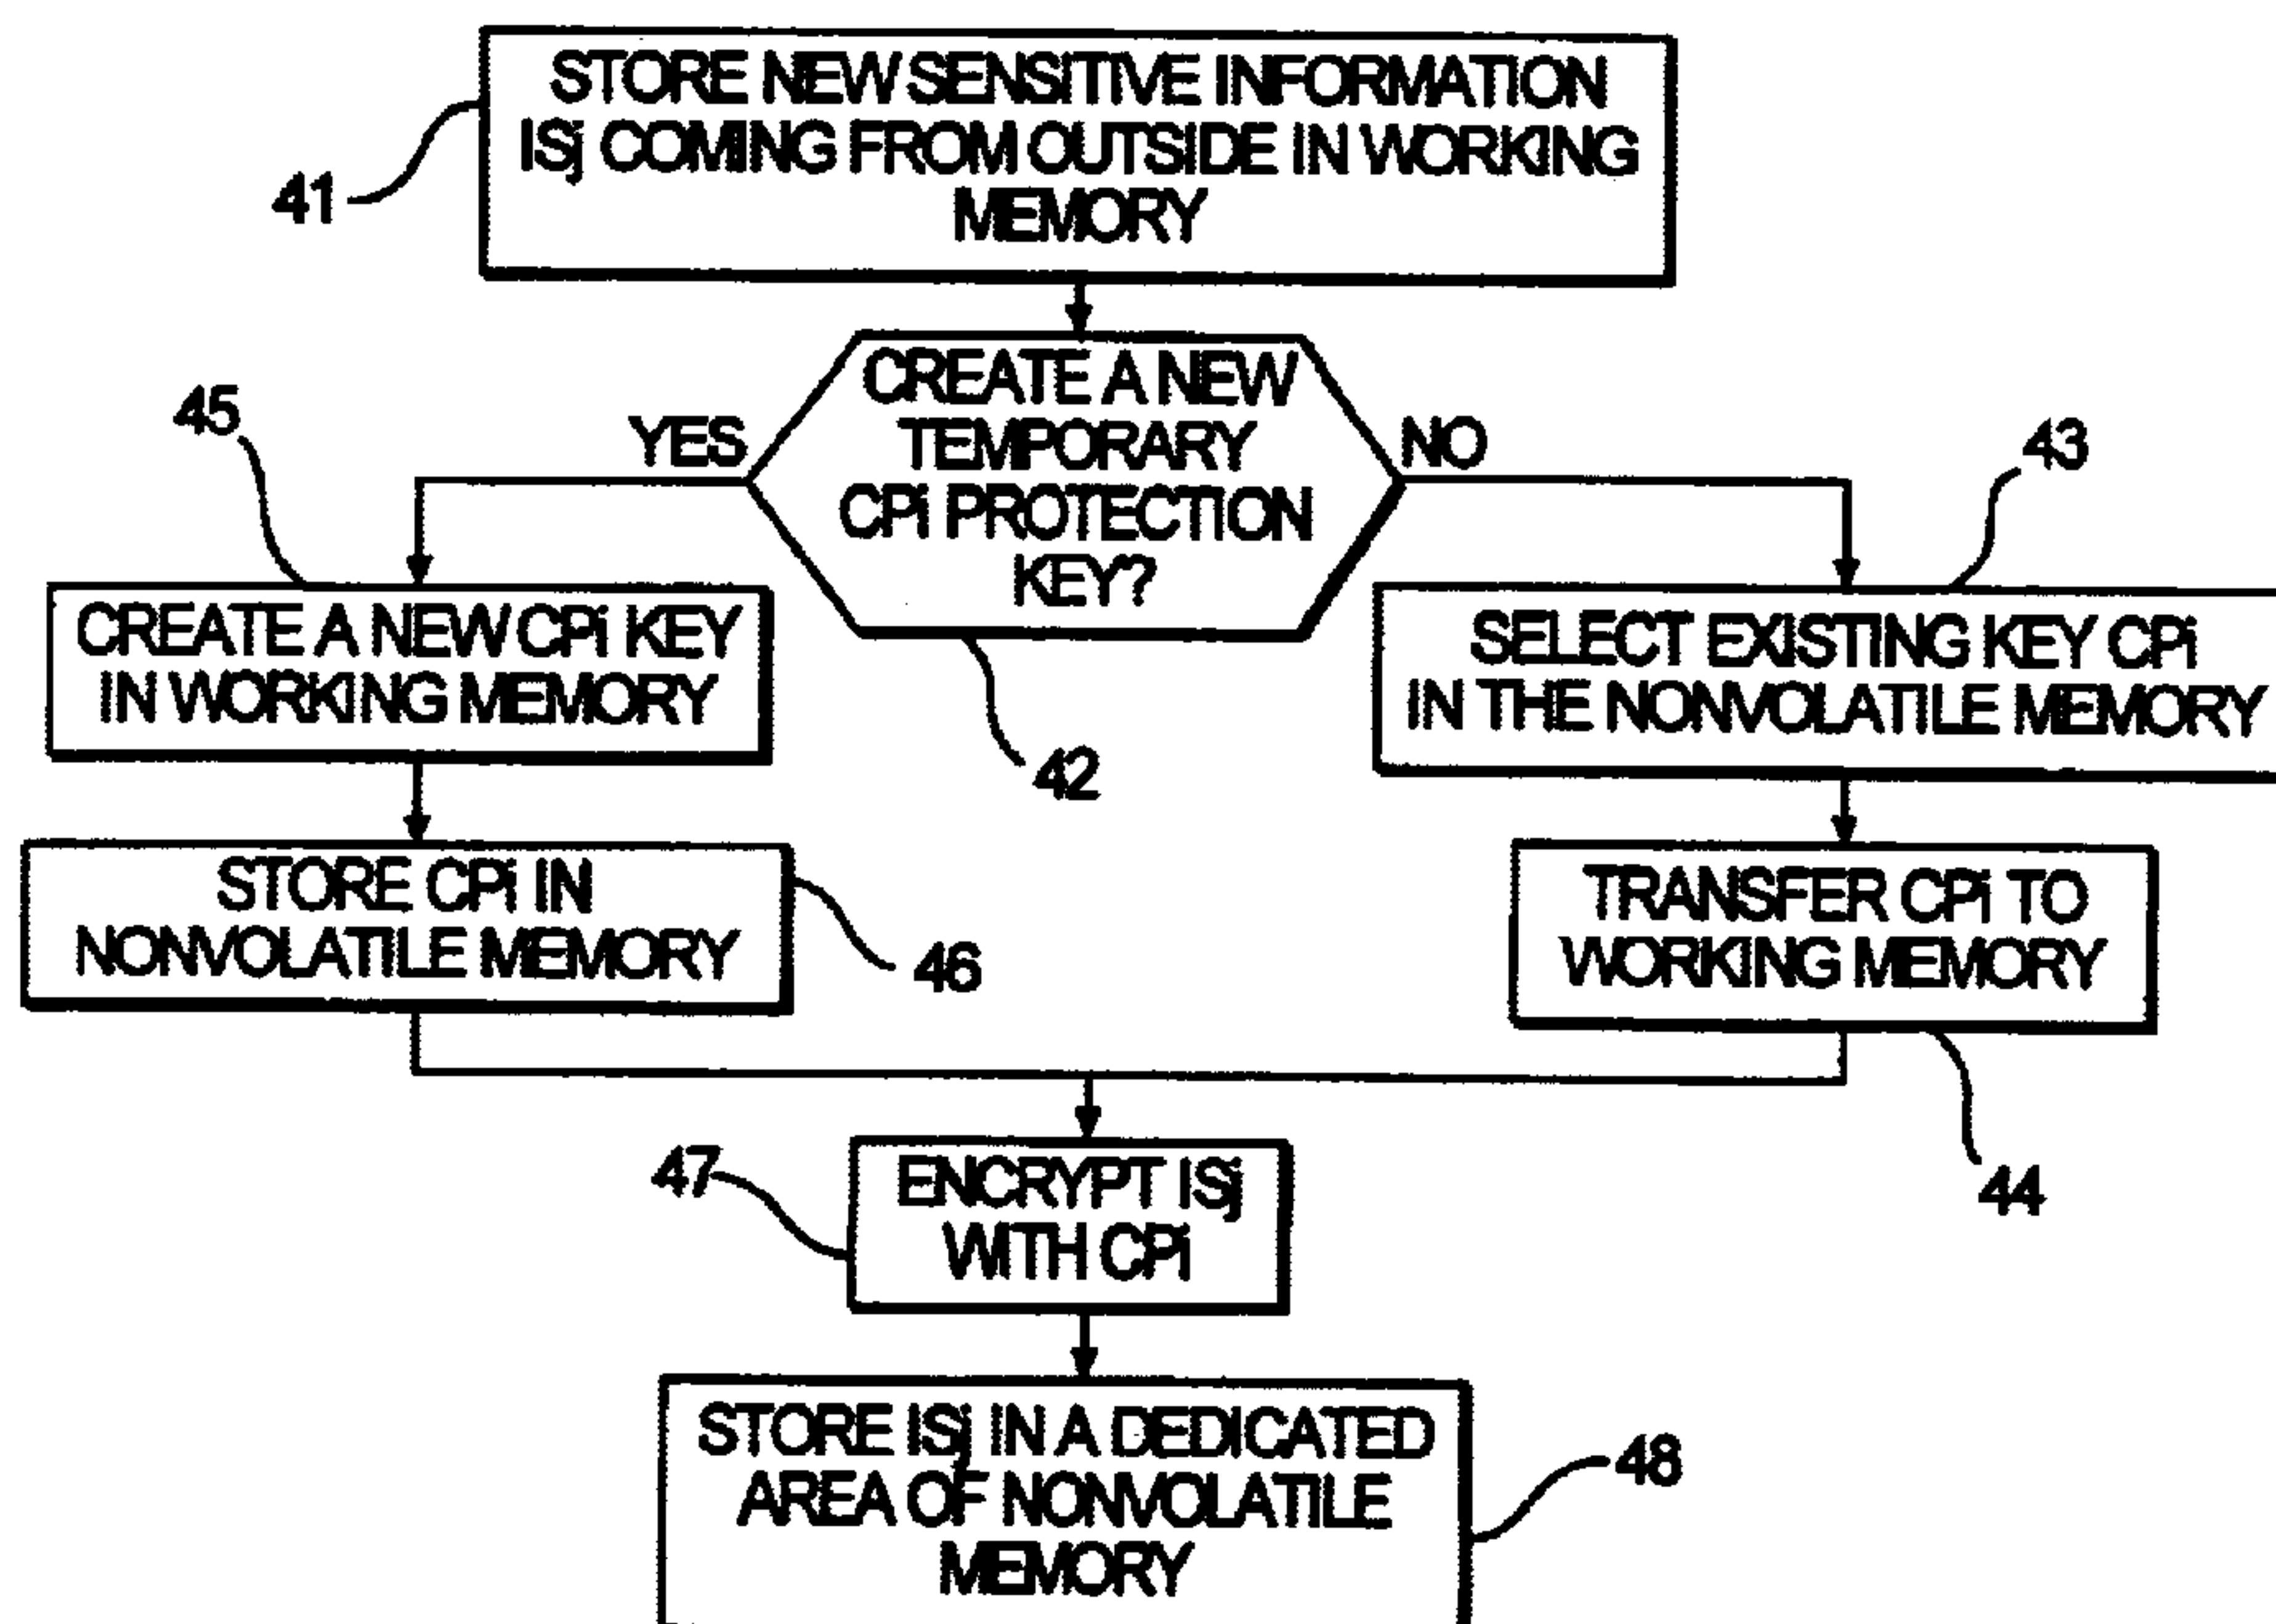 STORE NEW SENSITIVE INFORMATION
ISj COMING FROM OUTSIDE IN WORKING
MEMORY
41
CREATE A NEW
TEMPORARY
CPi PROTECTION
KEY?
YES
NO
45
43
42
CREATE A NEW CPi KEY
IN WORKING MEMORY
SELECT EXISTING KEY CPi
IN THE NONVOLATILE MEMORY
STORE CPi IN
NONVOLATILE MEMORY
46
TRANSFER CPi TO
WORKING MEMORY
44
47
ENCRYPT ISj
WITH CPi
STORE ISj IN A DEDICATED
AREA OF NONVOLATILE
MEMORY
48